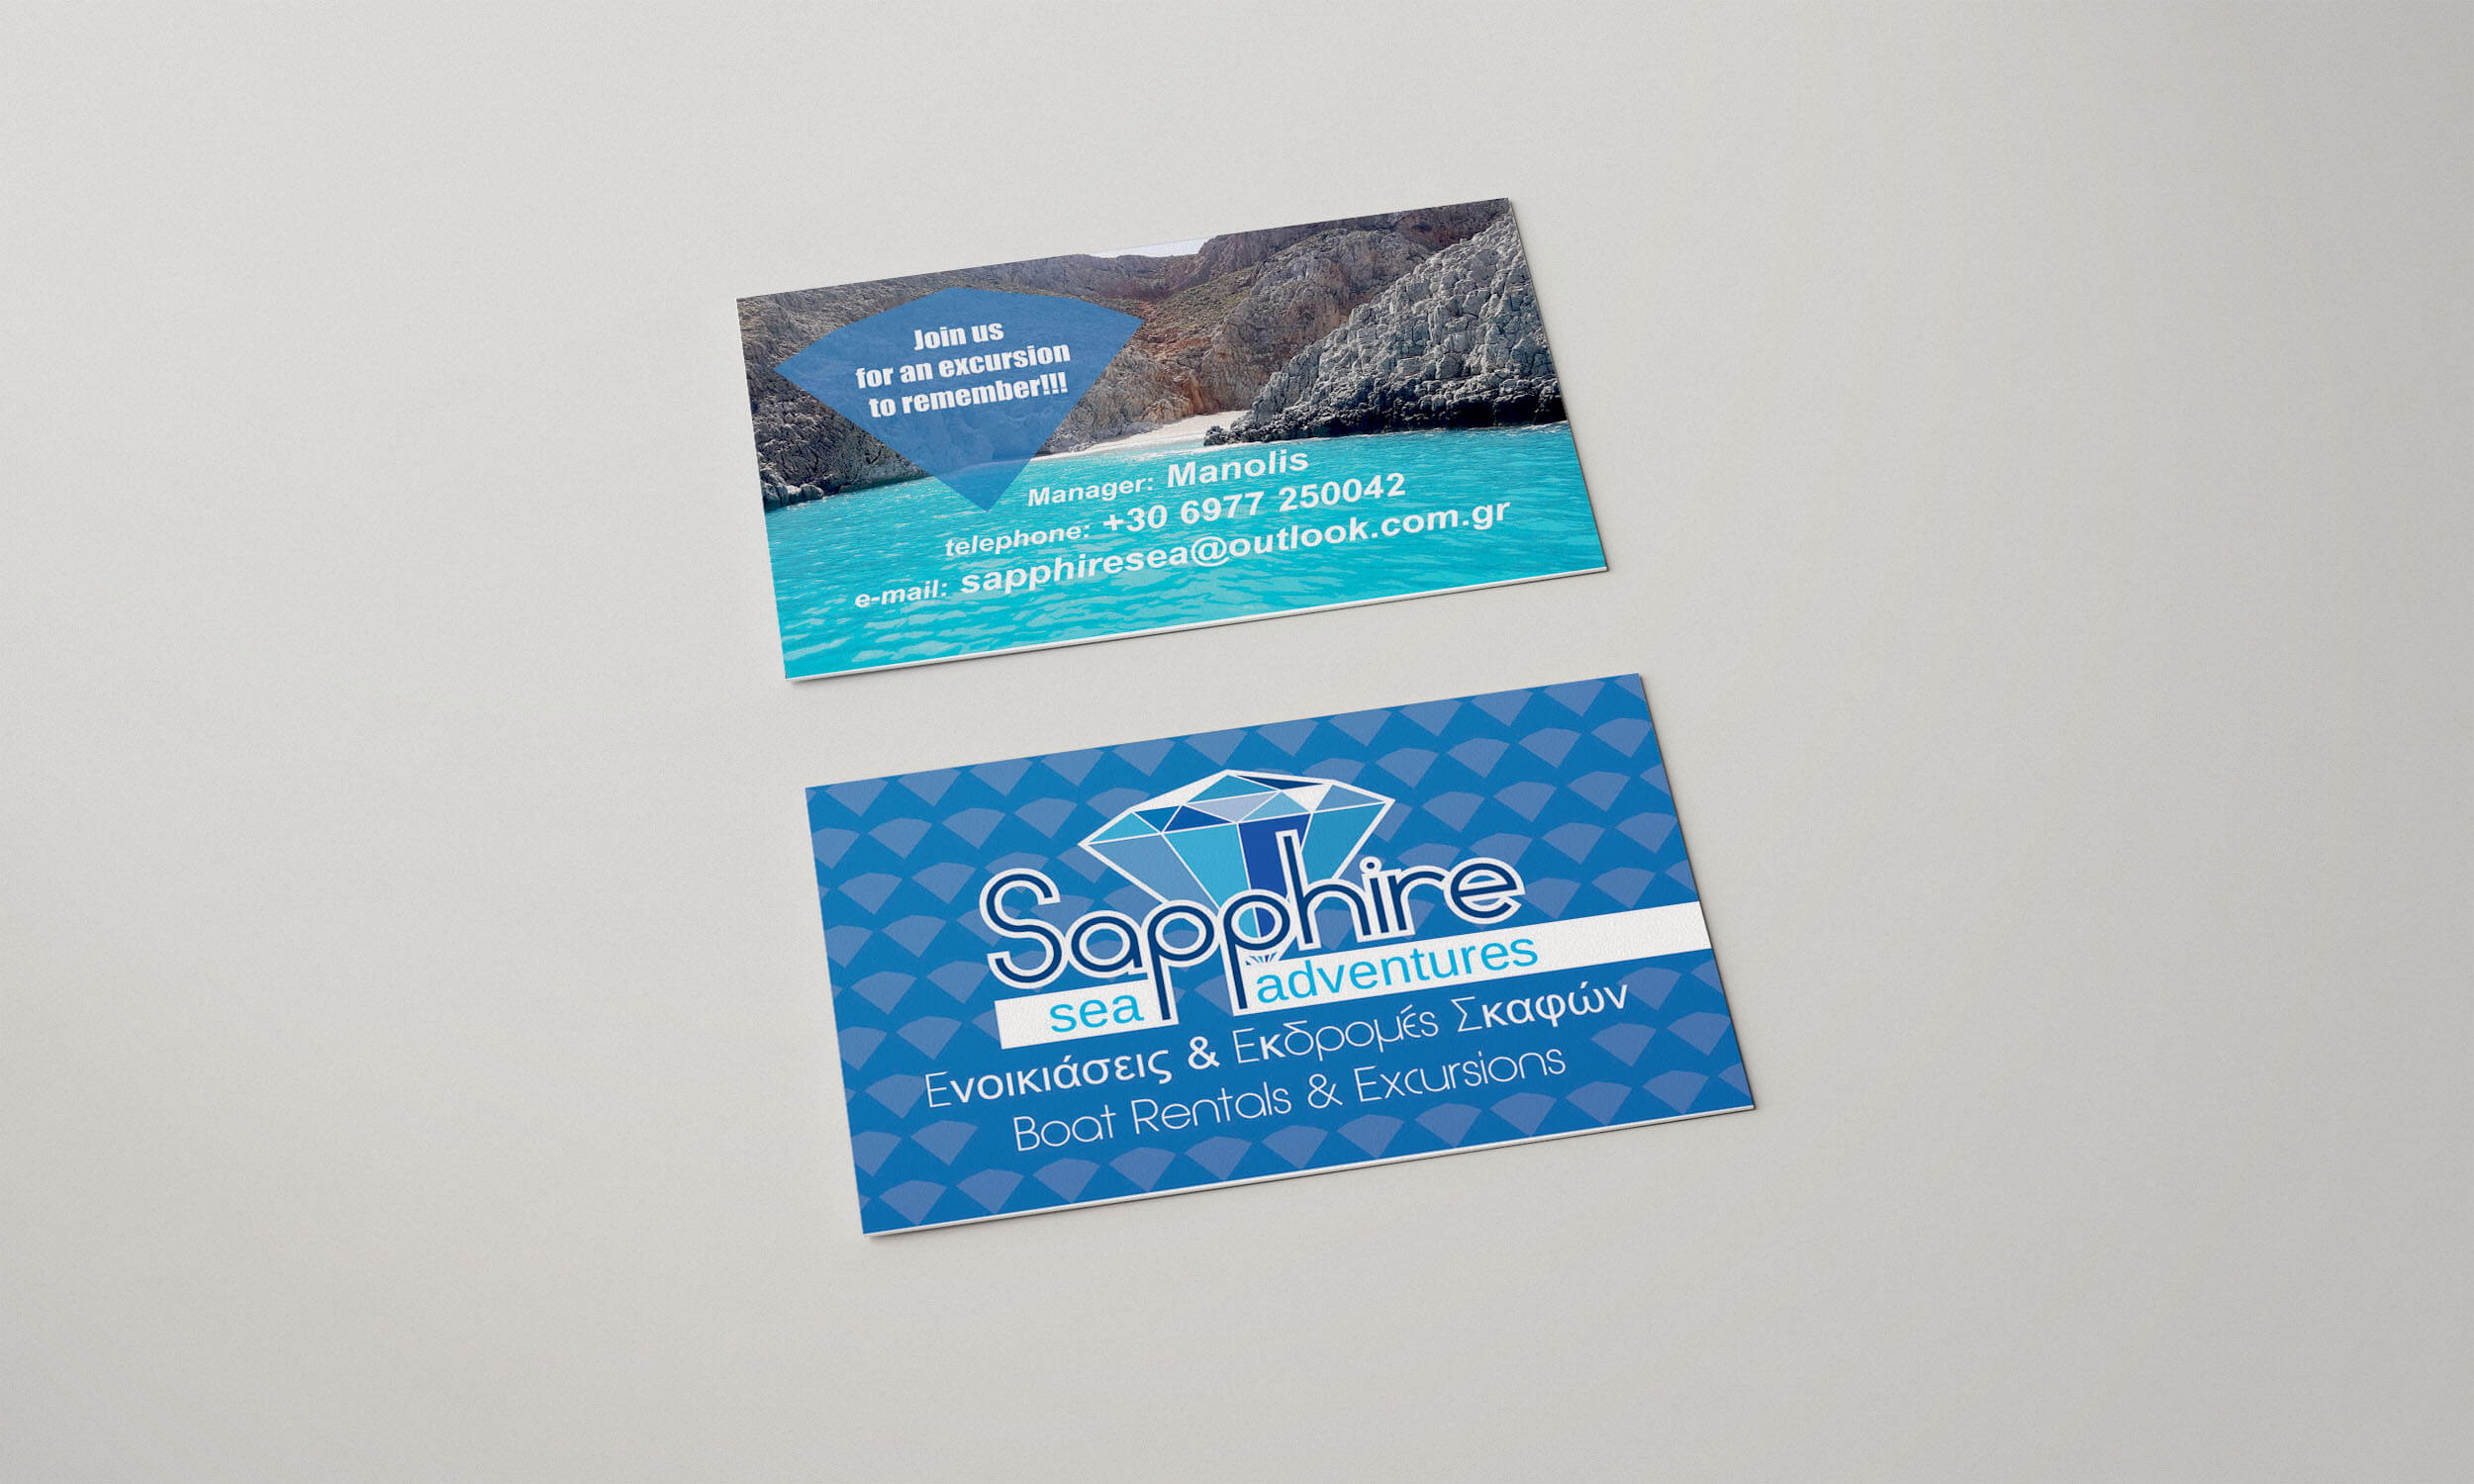 Join us
for an excursion
to remember!!!
Manager: Manolis
telephone: +30 6977 250042
e-mail: sapphiresea@outlook.com.gr
Sapphire
sea adventures
Ενοικιάσεις & Εκδρομές Σκαφών
Boat Rentals & Excursions